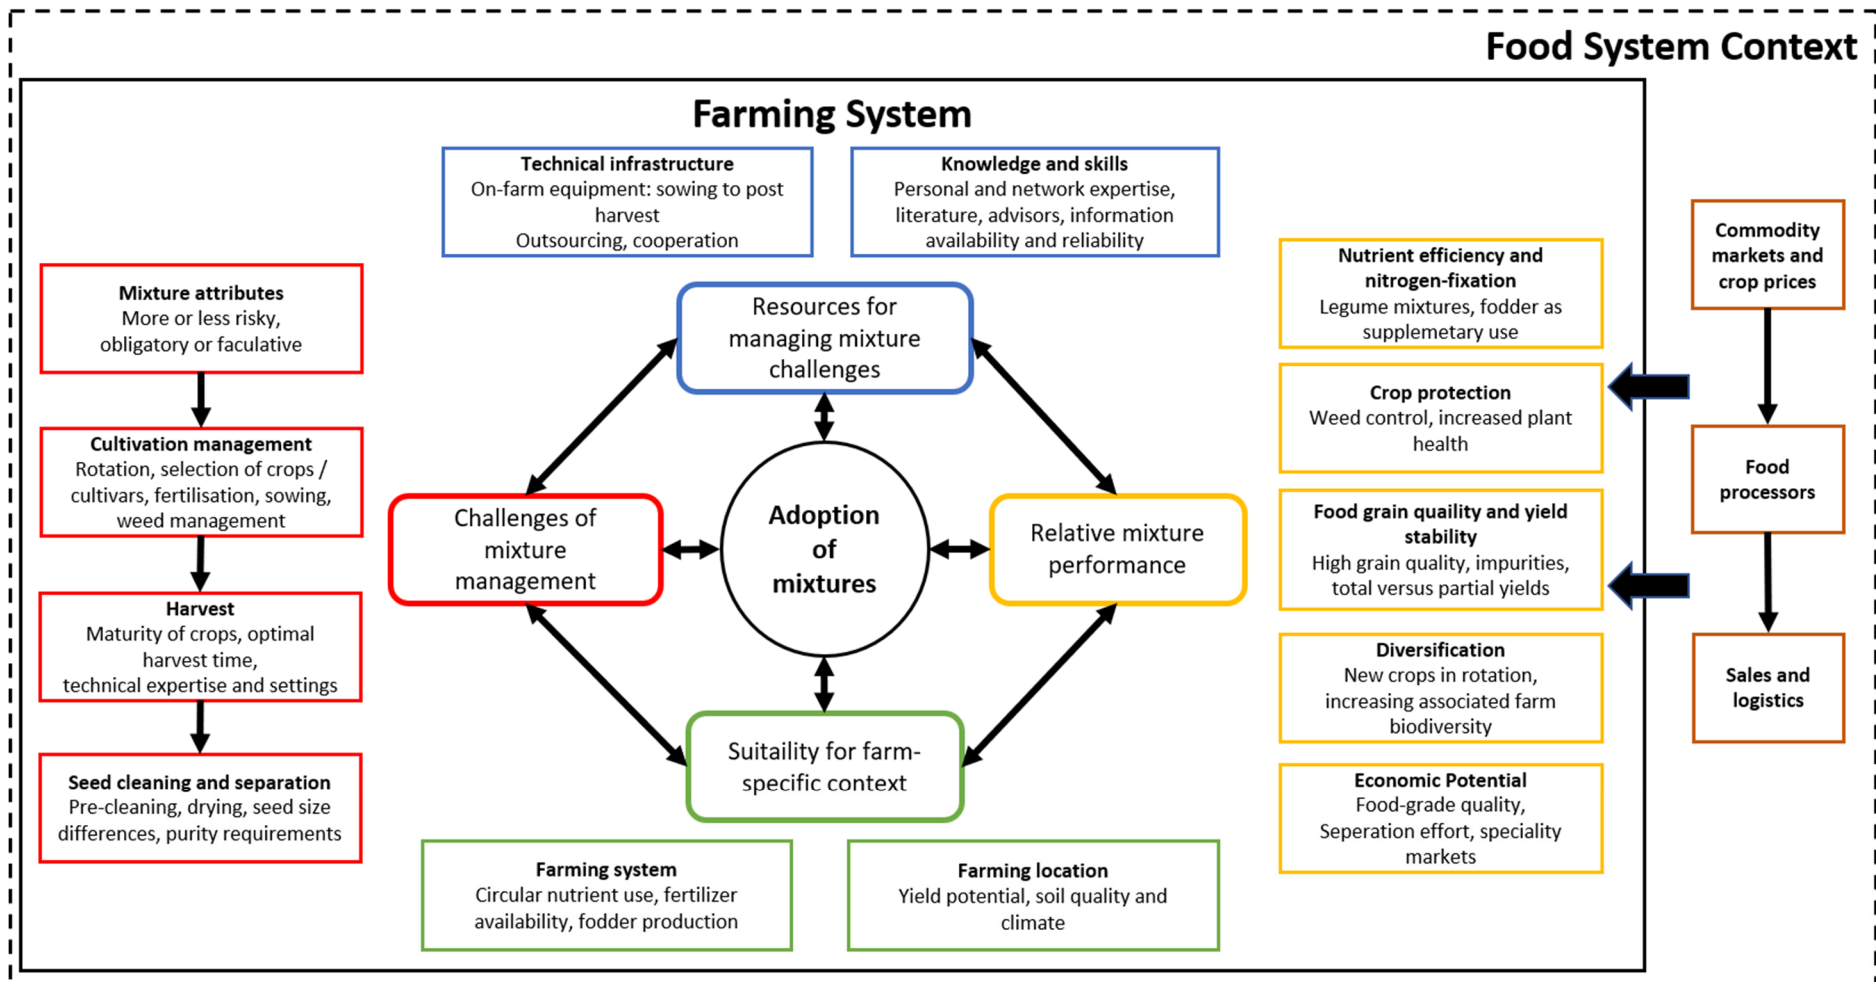 Food System Context
Farming System
Technical infrastructure
On-farm equipment: sowing to post
harvest
Outsourcing, cooperation
Knowledge and skills
Personal and network expertise,
literature, advisors, information
availability and reliability
Mixture attributes
More or less risky,
obligatory or faculative
Cultivation management
Rotation, selection of crops /
cultivars, fertilisation, sowing,
weed management
Harvest
Maturity of crops, optimal
harvest time,
technical expertise and settings
Seed cleaning and separation
Pre-cleaning, drying, seed size
differences, purity requirements
Resources for
managing mixture
challenges
Challenges of
mixture
management
Adoption
of
mixtures
Relative mixture
performance
Suitaility for farm-
specific context
Farming system
Circular nutrient use, fertilizer
availability, fodder production
Farming location
Yield potential, soil quality and
climate
Nutrient efficiency and
nitrogen-fixation
Legume mixtures, fodder as
supplemetary use
Crop protection
Weed control, increased plant
health
Food grain quaility and yield
stability
High grain quality, impurities,
total versus partial yields
Diversification
New crops in rotation,
increasing associated farm
biodiversity
Economic Potential
Food-grade quality,
Seperation effort, speciality
markets
Commodity
markets and
crop prices
Food
processors
Sales and
logistics